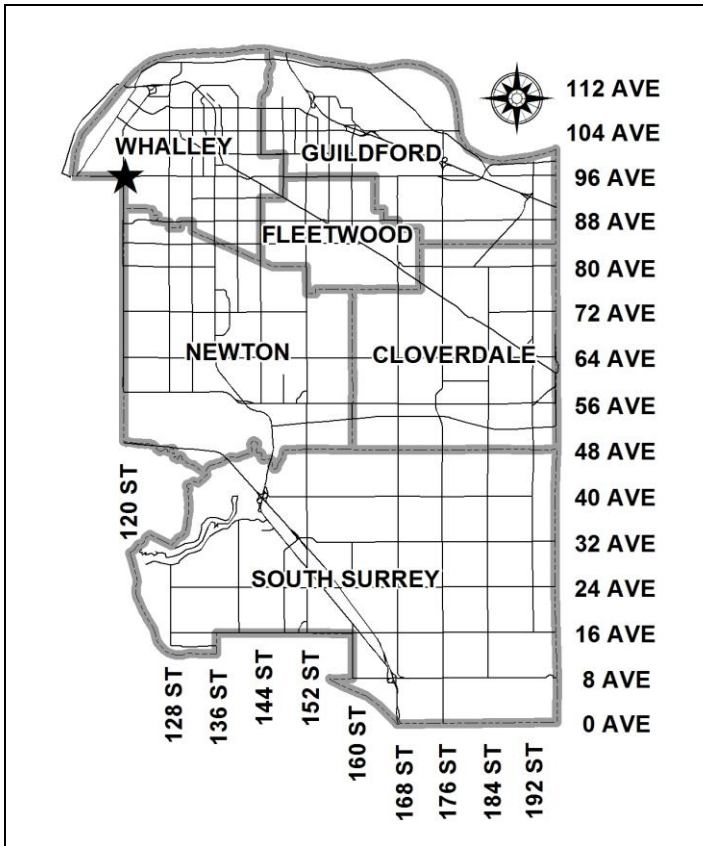 112 AVE
104 AVE
WHALLEY
GUILDFORD
96 AVE
88 AVE
FLEETWOOD
80 AVE
72 AVE
NEWTON
CLOVERDALE
64 AVE
56 AVE
48 AVE
120 ST
40 AVE
32 AVE
SOUTH SURREY
24 AVE
16 AVE
128 ST
136 ST
144 ST
152 ST
8 AVE
160 ST
0 AVE
168 ST
176 ST
184 ST
192 ST